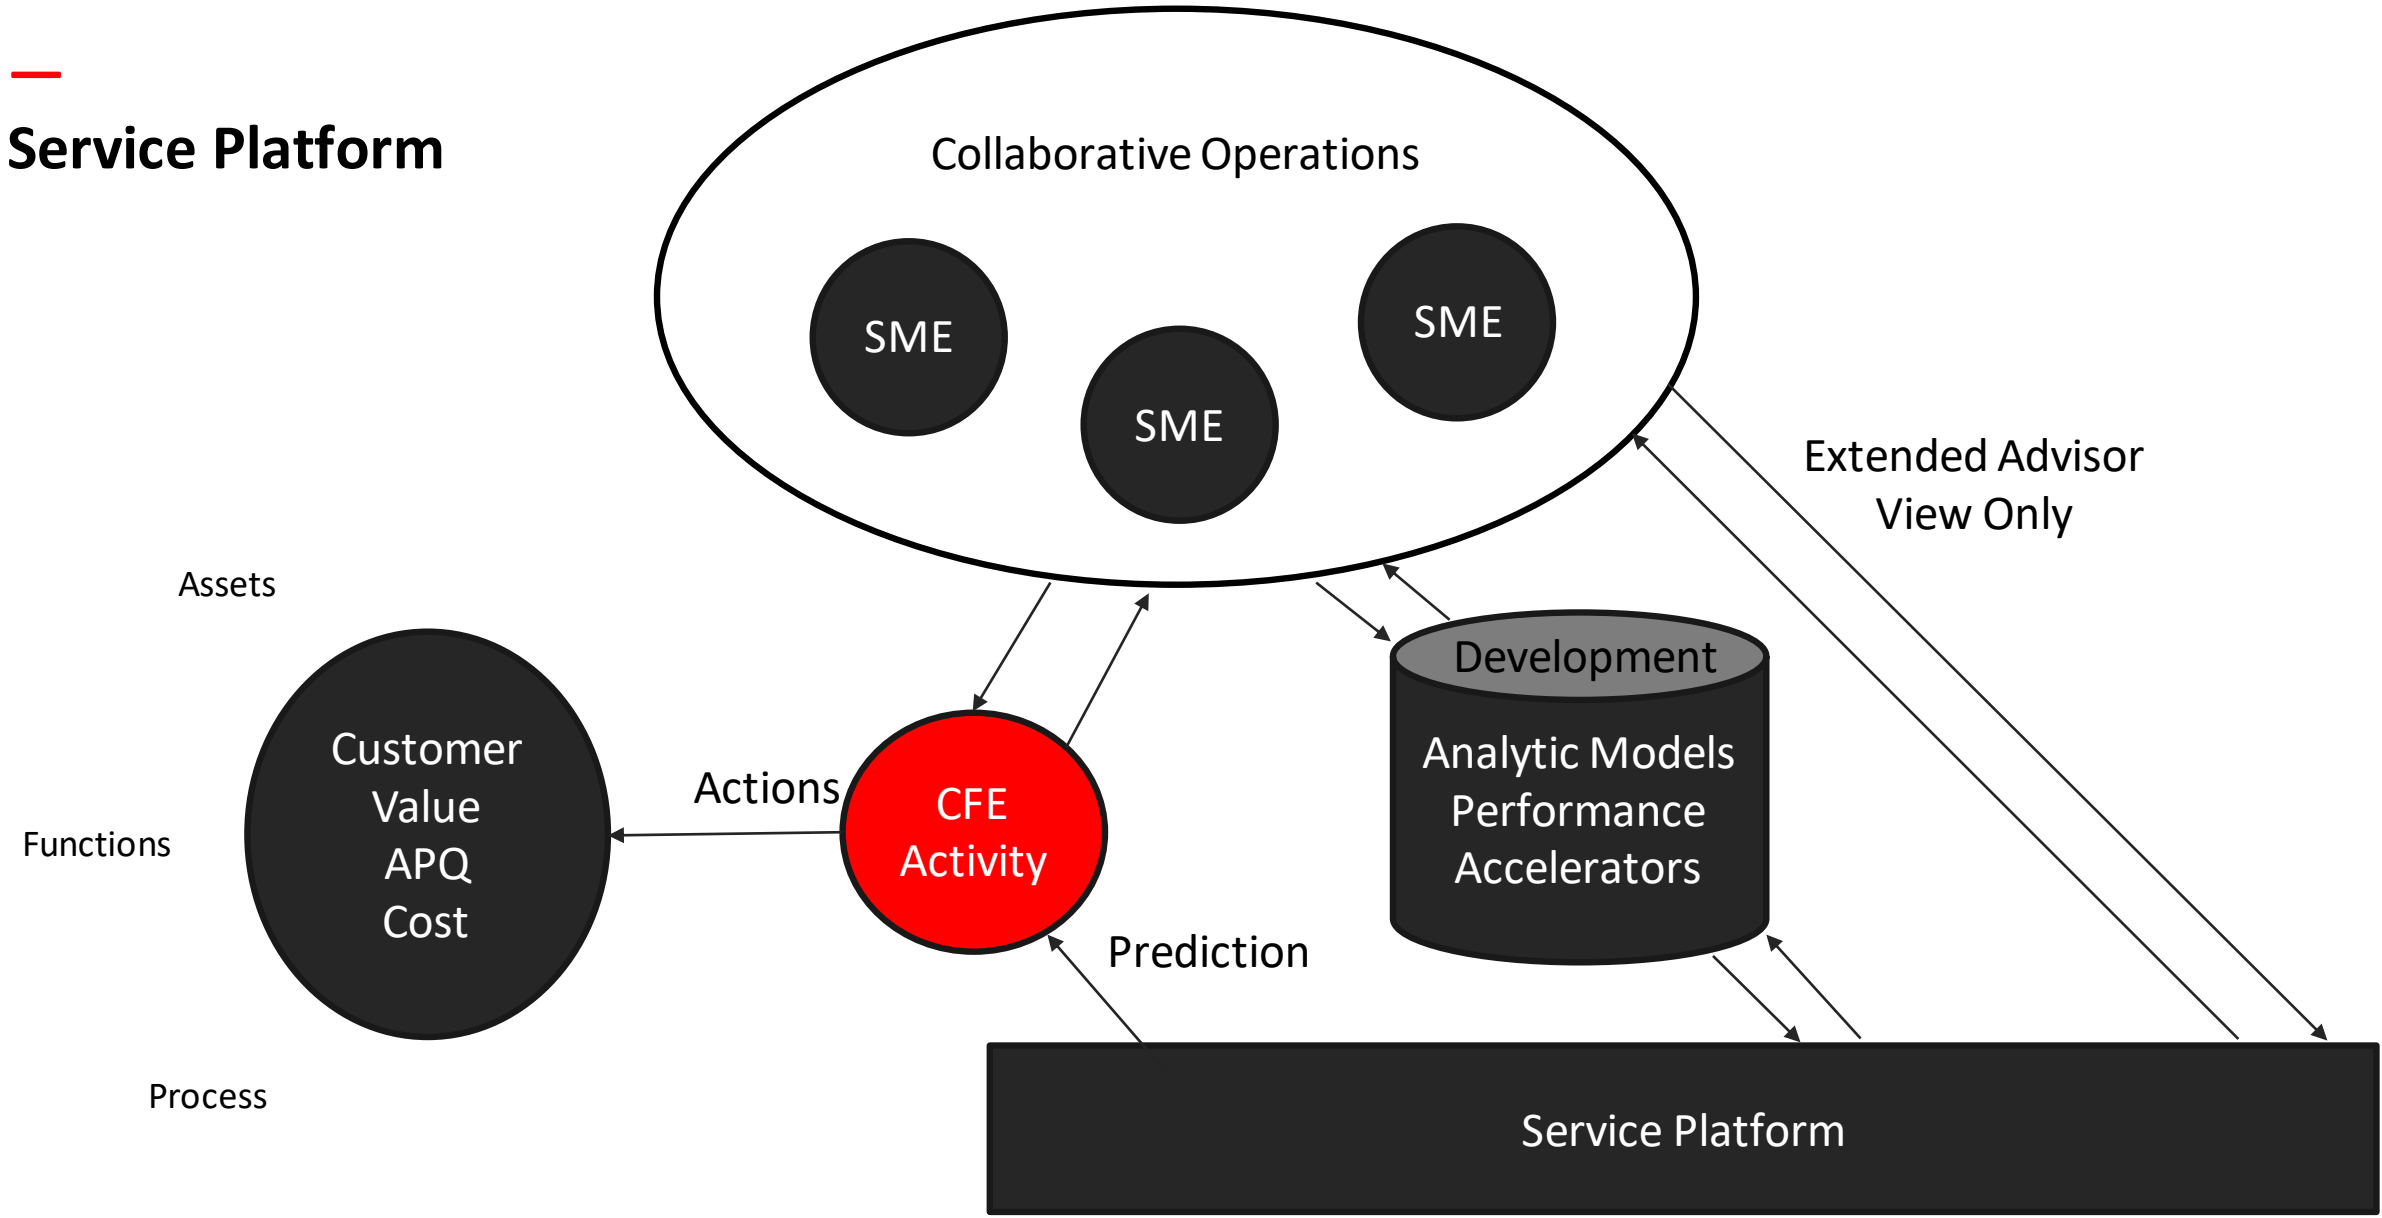 Service Platform
Collaborative Operations
SME
SME
SME
Extended Advisor
View Only
Assets
Functions
Process
Customer
Value
APQ
Cost
Actions
CFE
Activity
Prediction
Development
Analytic Models
Performance
Accelerators
Service Platform